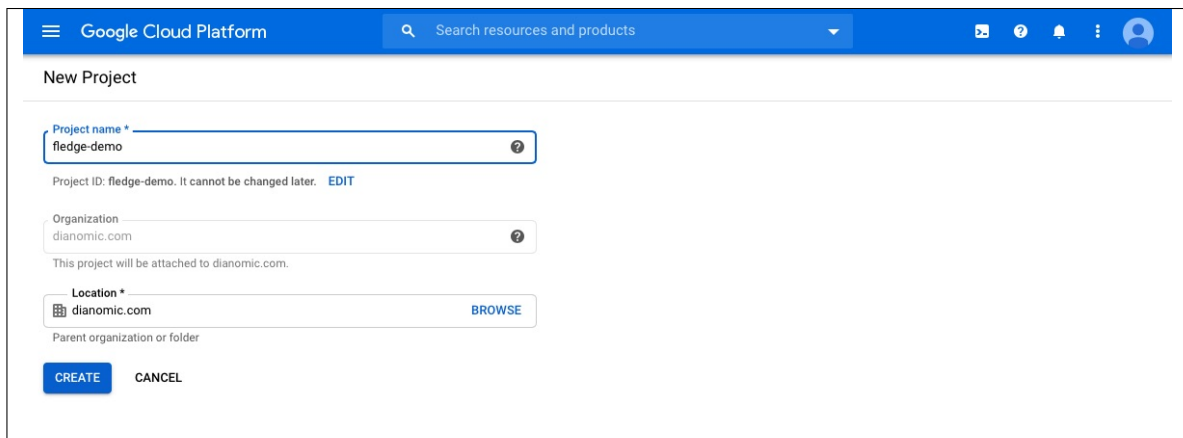 Google Cloud Platform
Search resources and products
New Project
Project name *
fledge-demo
Project ID: fledge-demo. It cannot be changed later. EDIT
Organization
dianomic.com
This project will be attached to dianomic.com.
Location *
dianomic.com BROWSE
Parent organization or folder
CREATE CANCEL